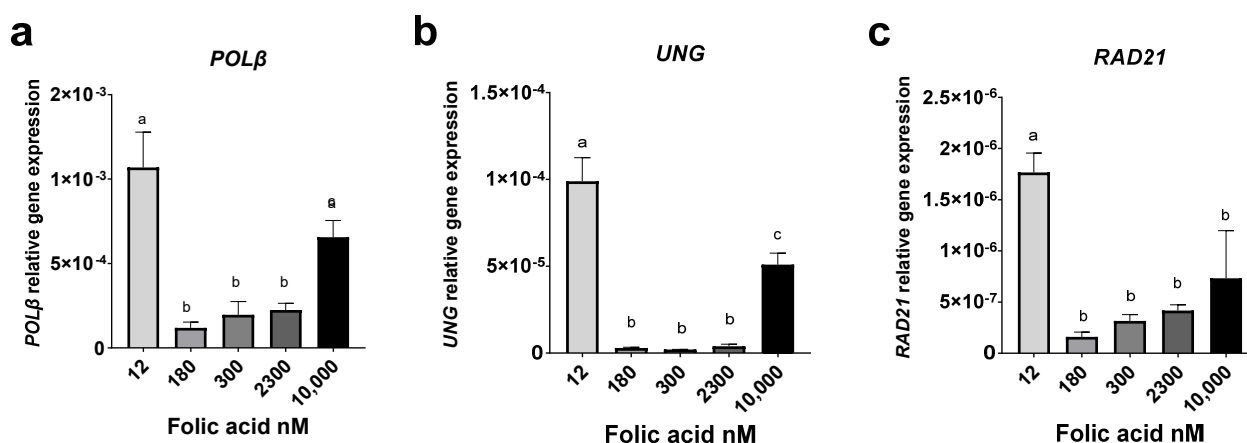 a
POLβ
POLβ relative gene expression
2×10⁻³
1×10⁻³
5×10⁻⁴
0
a
b
b
b
12
180
300
2300
10,000
Folic acid nM
b
UNG
UNG relative gene expression
1.5×10⁻⁴
1×10⁻⁴
5×10⁻⁵
0
a
b
b
b
c
12
180
300
2300
10,000
Folic acid nM
c
RAD21
RAD21 relative gene expression
2.5×10⁻⁶
2×10⁻⁶
1.5×10⁻⁶
1×10⁻⁶
5×10⁻⁷
0
a
b
b
b
b
12
180
300
2300
10,000
Folic acid nM